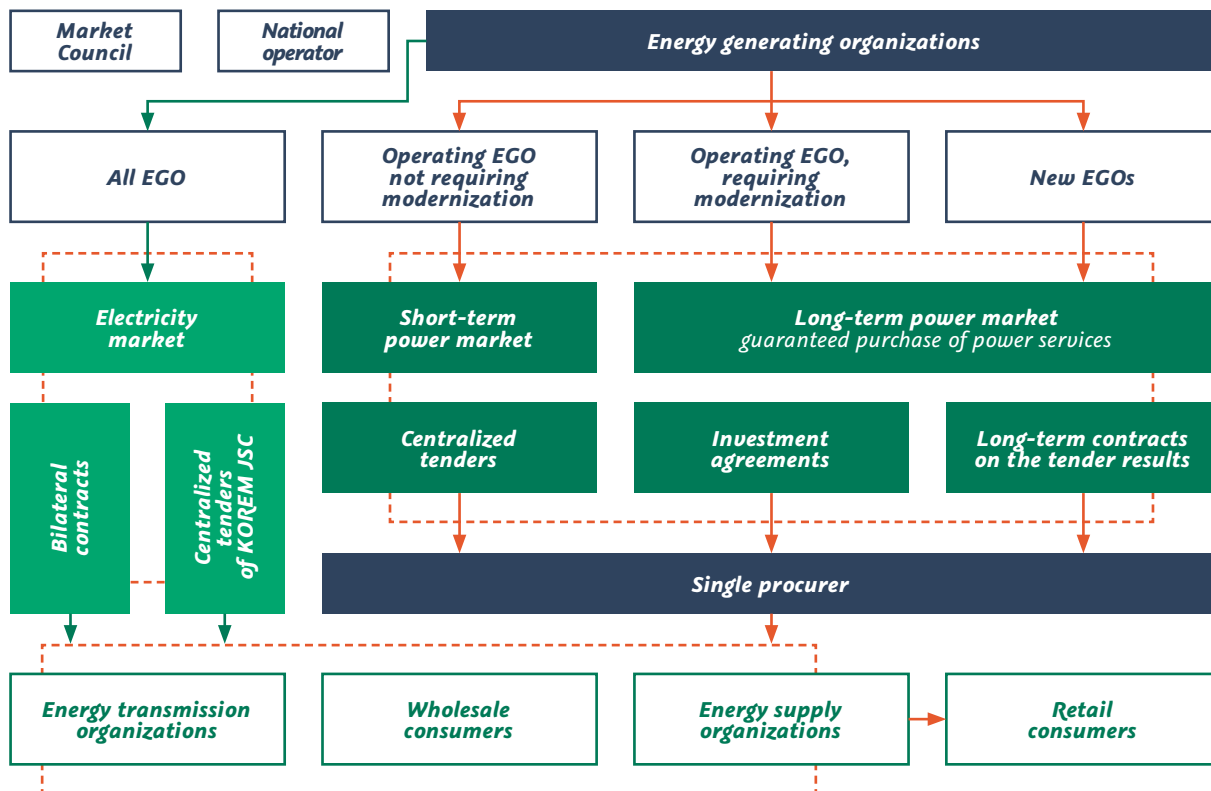 Market
Council
National
operator
Energy generating organizations
All EGO
Operating EGO
not requiring
modernization
Operating EGO,
requiring
modernization
New EGOs
Electricity
market
Short-term
power market
Long-term power market
guaranteed purchase of power services
Bilateral
contracts
Centralized
tenders
of KOREM JSC
Centralized
tenders
Investment
agreements
Long-term contracts
on the tender results
Single procurer
Energy transmission
organizations
Wholesale
consumers
Energy supply
organizations
Retail
consumers